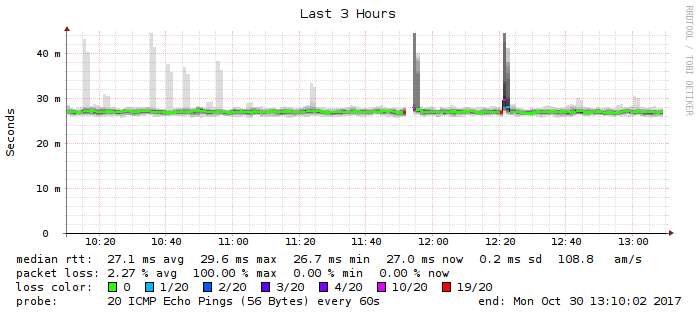 Last 3 Hours
RRDTOOL / TOBI OETIKER
Seconds
40 m
30 m
20 m
10 m
0
10:20 10:40 11:00 11:20 11:40 12:00 12:20 12:40 13:00
median rtt: 27.1 ms avg 29.6 ms max 26.7 ms min 27.0 ms now 0.2 ms sd 108.8 am/s
packet loss: 2.27 % avg 100.00 % max 0.00 % min 0.00 % now
loss color: 0 1/20 2/20 3/20 4/20 10/20 19/20
probe: 20 ICMP Echo Pings (56 Bytes) every 60s end: Mon Oct 30 13:10:02 2017